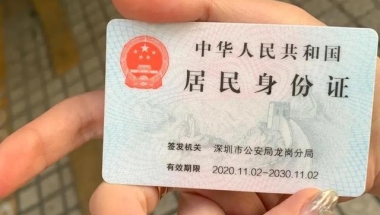 中华人民共和国
居民身份证
签发机关 深圳市公安局龙岗分局
有效期限 2020.11.02-2030.11.02